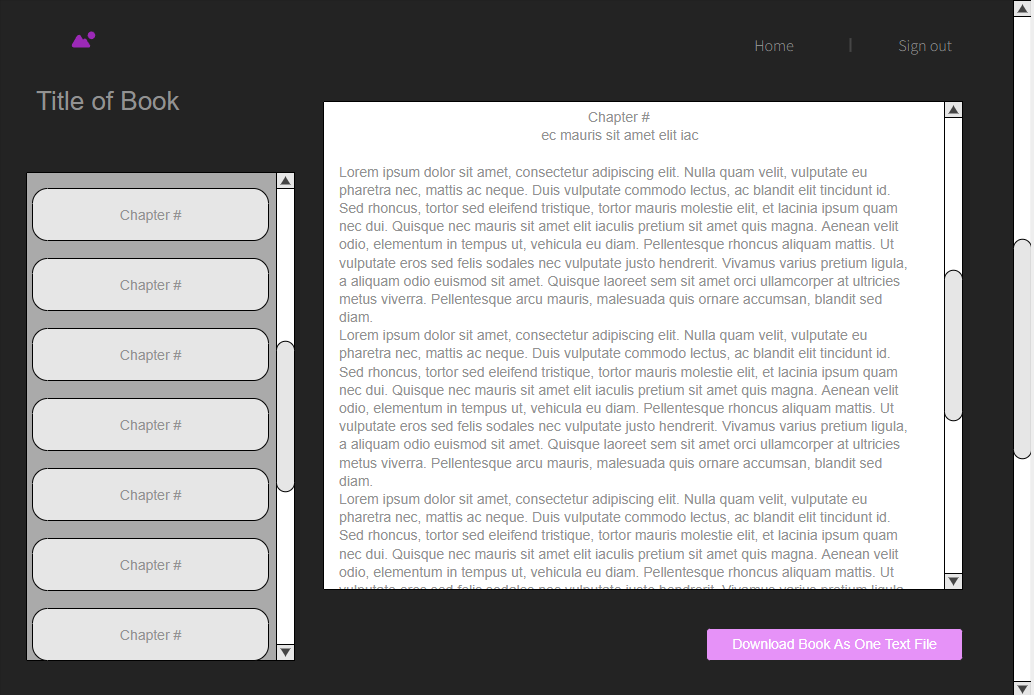 Home | Sign out
Title of Book
Chapter #
Chapter #
Chapter #
Chapter #
Chapter #
Chapter #
Chapter #
Chapter #
ec mauris sit amet elit iac
Lorem ipsum dolor sit amet, consectetur adipiscing elit. Nulla quam velit, vulputate eu
pharetra nec, mattis ac neque. Duis vulputate commodo lectus, ac blandit elit tincidunt id.
Sed rhoncus, tortor sed eleifend tristique, tortor mauris molestie elit, et lacinia ipsum quam
nec dui. Quisque nec mauris sit amet elit iaculis pretium sit amet quis magna. Aenean velit
odio, elementum in tempus ut, vehicula eu diam. Pellentesque rhoncus aliquam mattis. Ut
vulputate eros sed felis sodales nec vulputate justo hendrerit. Vivamus varius pretium ligula,
a aliquam odio euismod sit amet. Quisque laoreet sem sit amet orci ullamcorper at ultricies
metus viverra. Pellentesque arcu mauris, malesuada quis ornare accumsan, blandit sed
diam.
Lorem ipsum dolor sit amet, consectetur adipiscing elit. Nulla quam velit, vulputate eu
pharetra nec, mattis ac neque. Duis vulputate commodo lectus, ac blandit elit tincidunt id.
Sed rhoncus, tortor sed eleifend tristique, tortor mauris molestie elit, et lacinia ipsum quam
nec dui. Quisque nec mauris sit amet elit iaculis pretium sit amet quis magna. Aenean velit
odio, elementum in tempus ut, vehicula eu diam. Pellentesque rhoncus aliquam mattis. Ut
vulputate eros sed felis sodales nec vulputate justo hendrerit. Vivamus varius pretium ligula,
a aliquam odio euismod sit amet. Quisque laoreet sem sit amet orci ullamcorper at ultricies
metus viverra. Pellentesque arcu mauris, malesuada quis ornare accumsan, blandit sed
diam.
Lorem ipsum dolor sit amet, consectetur adipiscing elit. Nulla quam velit, vulputate eu
pharetra nec, mattis ac neque. Duis vulputate commodo lectus, ac blandit elit tincidunt id.
Sed rhoncus, tortor sed eleifend tristique, tortor mauris molestie elit, et lacinia ipsum quam
nec dui. Quisque nec mauris sit amet elit iaculis pretium sit amet quis magna. Aenean velit
odio, elementum in tempus ut, vehicula eu diam. Pellentesque rhoncus aliquam mattis. Ut
Download Book As One Text File